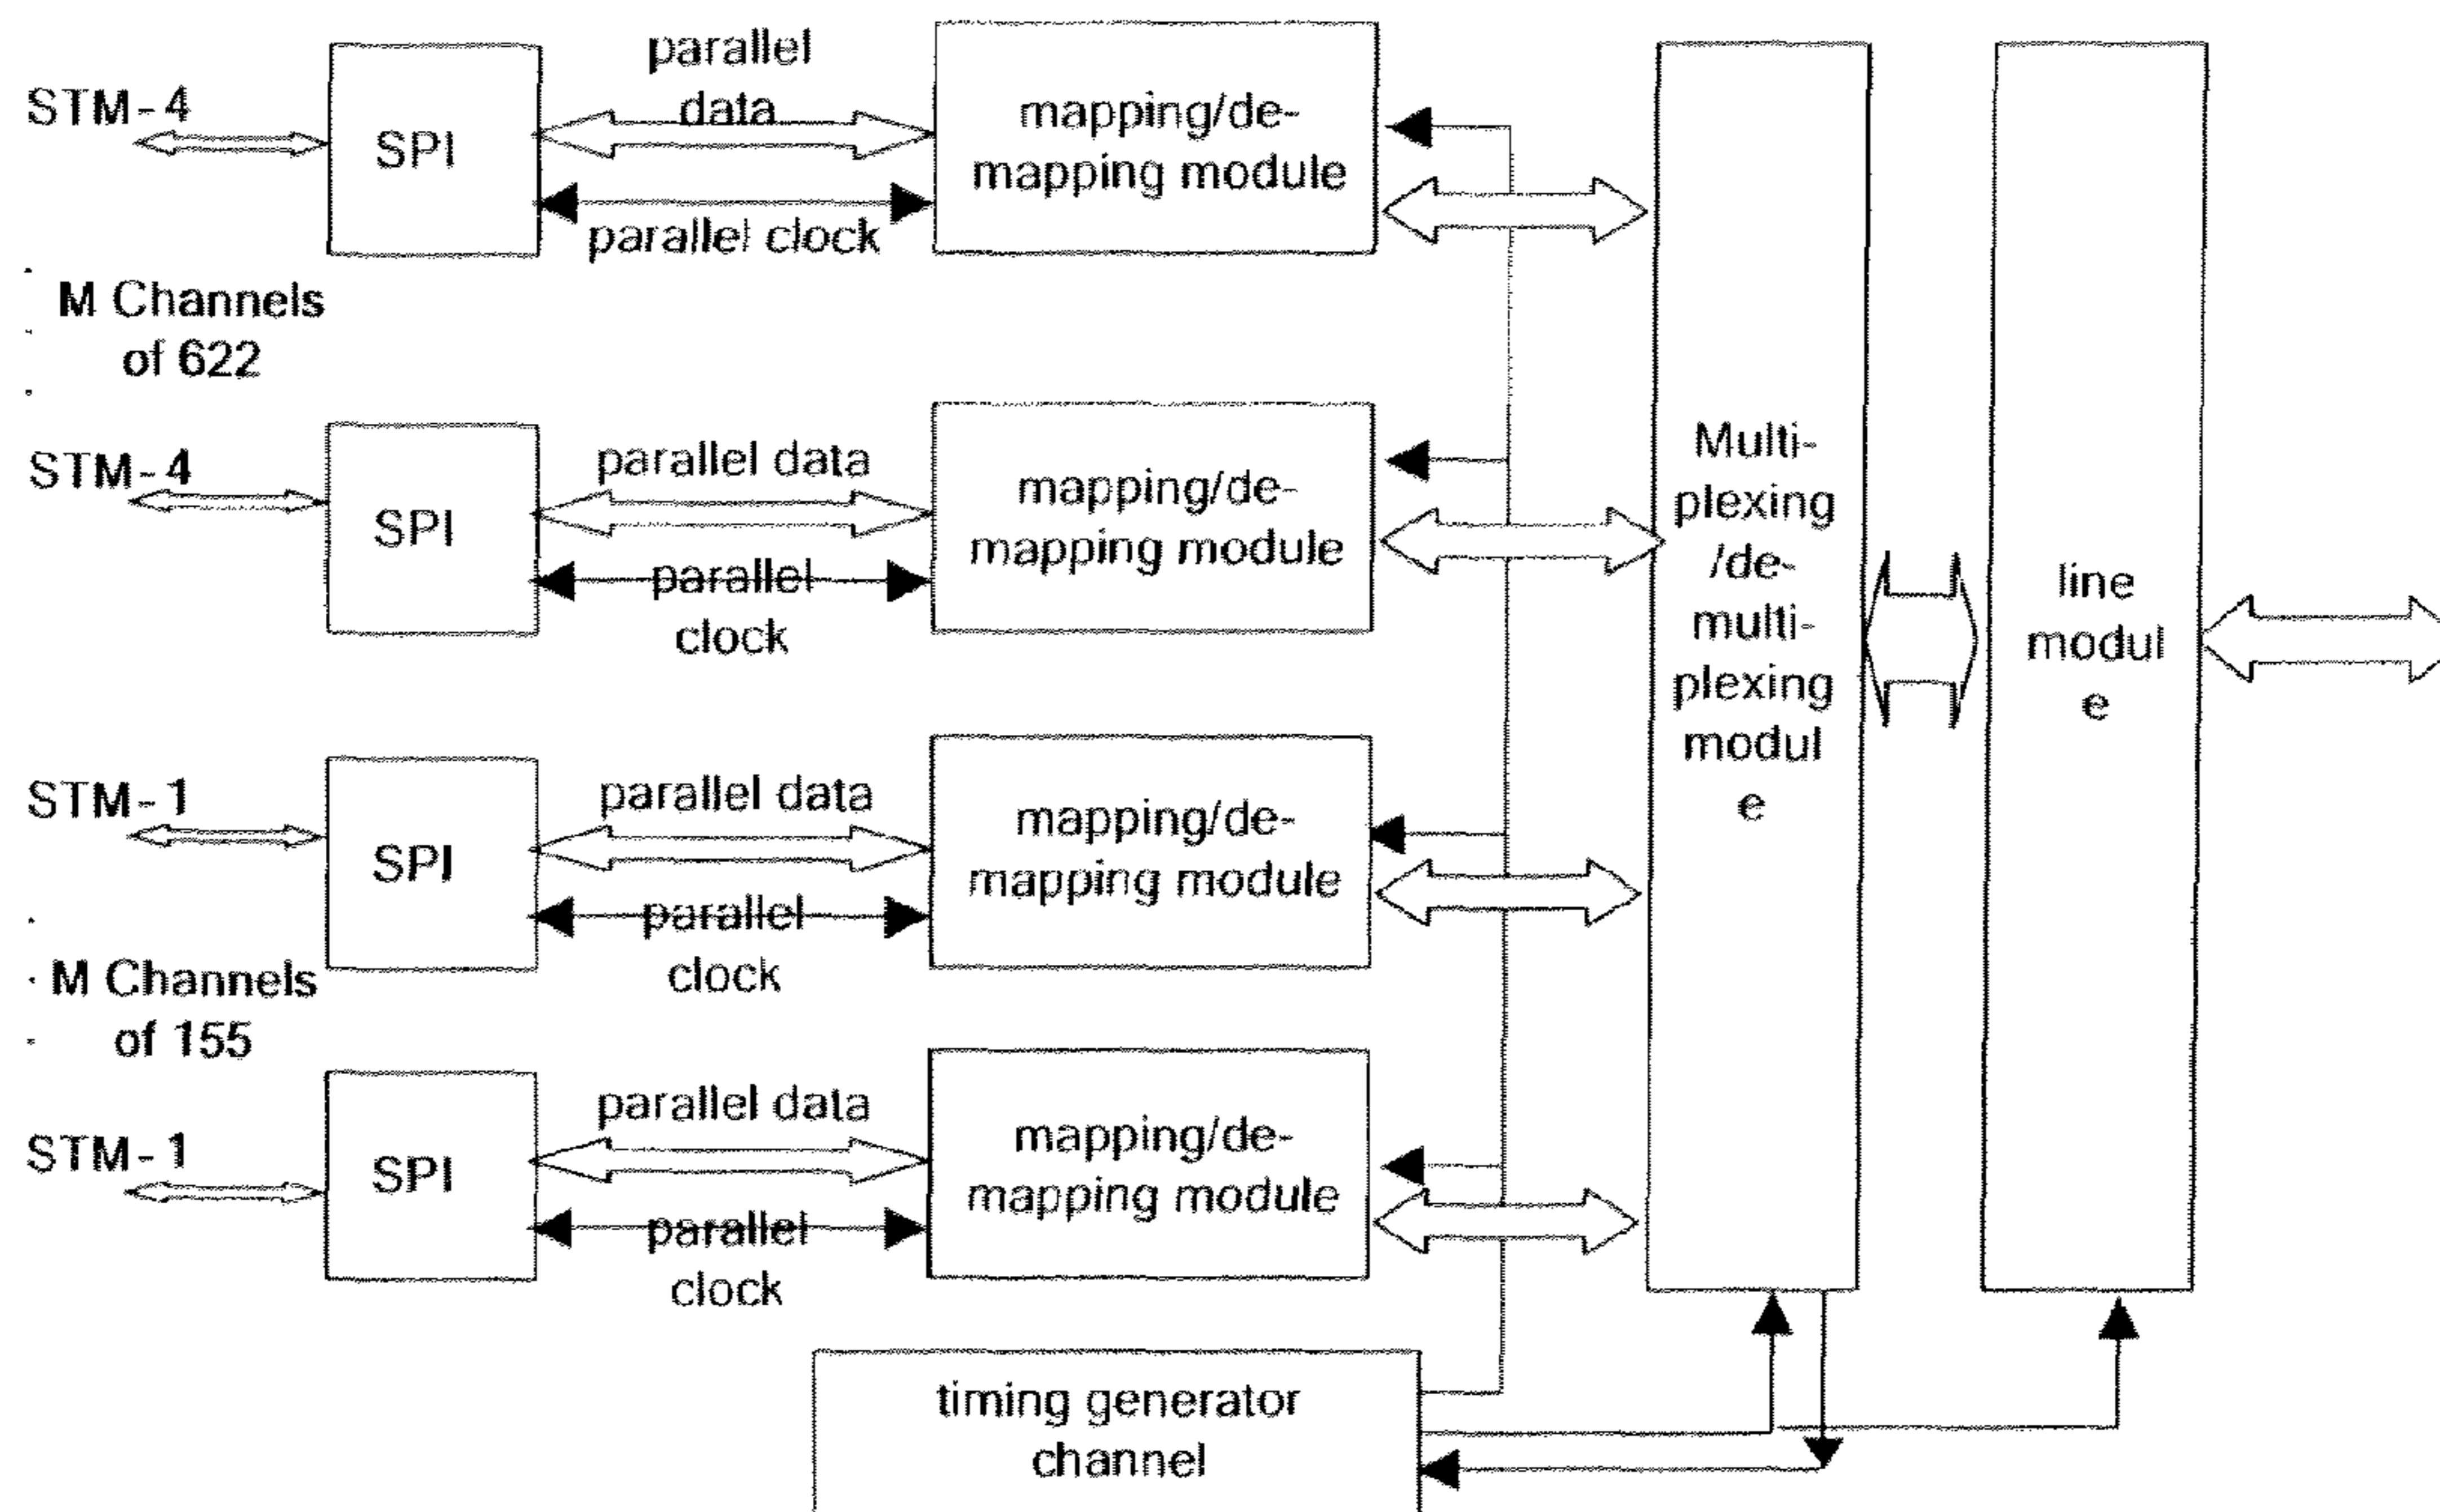 STM-4
SPI
parallel
data
parallel clock
mapping/de-
mapping module
M Channels
of 622
STM-4
SPI
parallel data
parallel
clock
mapping/de-
mapping module
STM-1
SPI
parallel data
parallel
clock
mapping/de-
mapping module
M Channels
of 155
STM-1
SPI
parallel data
parallel
clock
mapping/de-
mapping module
Multi-
plexing
/de-
multi-
plexing
modul
e
line
modul
e
timing generator
channel